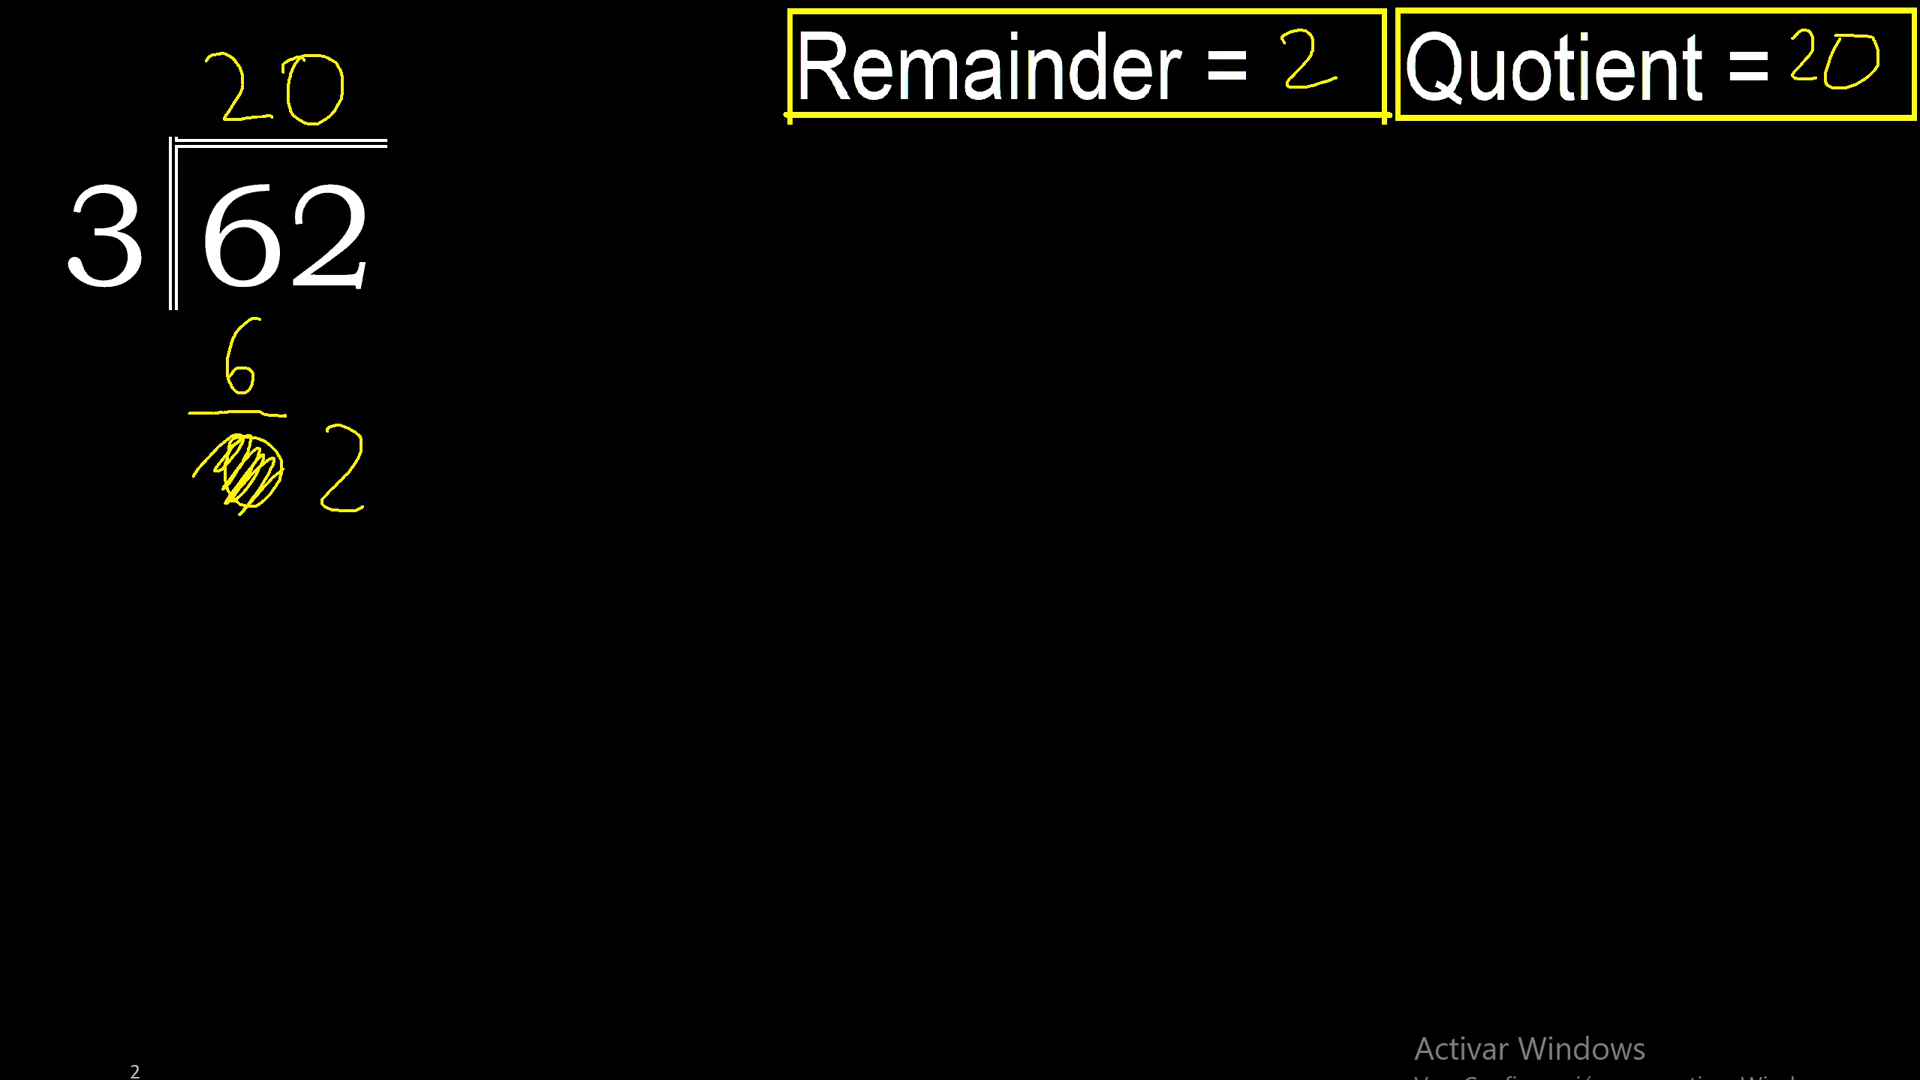 Remainder = 2
Quotient = 20
20
3 62
6
2
2
Activar Windows